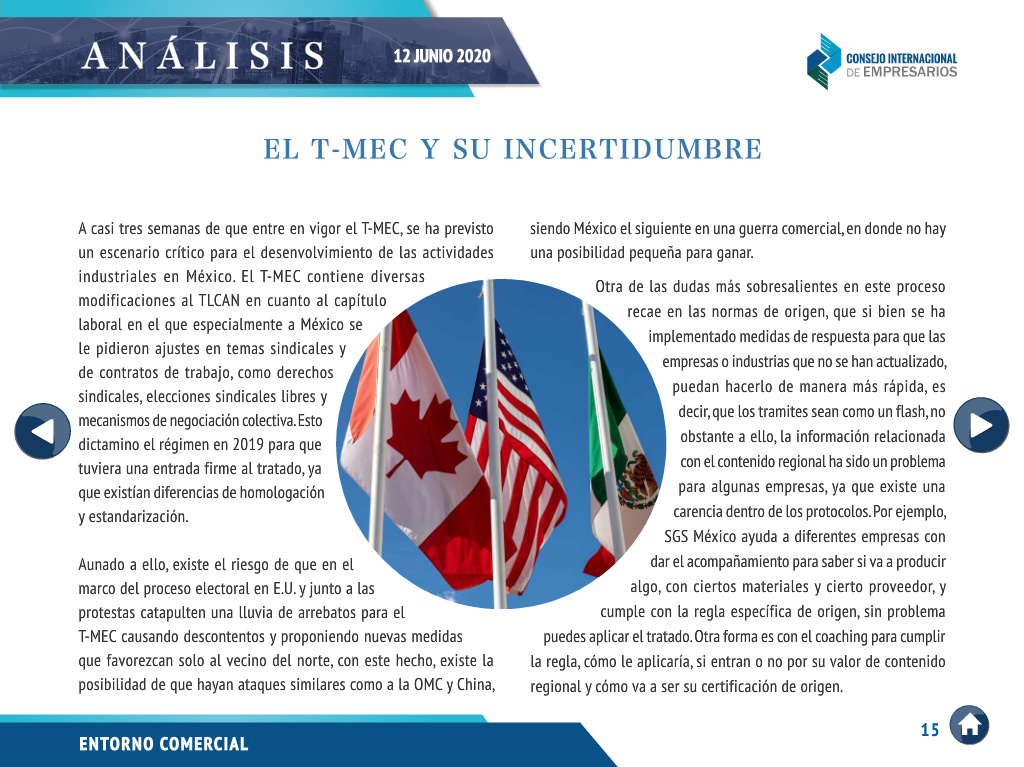 ANÁLISIS
12 JUNIO 2020
CONSEJO INTERNACIONAL
DE EMPRESARIOS
EL T-MEC Y SU INCERTIDUMBRE
A casi tres semanas de que entre en vigor el T-MEC, se ha previsto
un escenario crítico para el desenvolvimiento de las actividades
industriales en México. El T-MEC contiene diversas
modificaciones al TLCAN en cuanto al capítulo
laboral en el que especialmente a México se
le pidieron ajustes en temas sindicales y
de contratos de trabajo, como derechos
sindicales, elecciones sindicales libres y
mecanismos de negociación colectiva. Esto
dictamino el régimen en 2019 para que
tuviera una entrada firme al tratado, ya
que existían diferencias de homologación
y estandarización.
Aunado a ello, existe el riesgo de que en el
marco del proceso electoral en E.U. y junto a las
protestas catapulten una lluvia de arrebatos para el
T-MEC causando descontentos y proponiendo nuevas medidas
que favorezcan solo al vecino del norte, con este hecho, existe la
posibilidad de que hayan ataques similares como a la OMC y China,
siendo México el siguiente en una guerra comercial, en donde no hay
una posibilidad pequeña para ganar.
Otra de las dudas más sobresalientes en este proceso
recae en las normas de origen, que si bien se ha
implementado medidas de respuesta para que las
empresas o industrias que no se han actualizado,
puedan hacerlo de manera más rápida, es
decir, que los tramites sean como un flash, no
obstante a ello, la información relacionada
con el contenido regional ha sido un problema
para algunas empresas, ya que existe una
carencia dentro de los protocolos. Por ejemplo,
SGS México ayuda a diferentes empresas con
dar el acompañamiento para saber si va a producir
algo, con ciertos materiales y cierto proveedor, y
cumple con la regla específica de origen, sin problema
puedes aplicar el tratado. Otra forma es con el coaching para cumplir
la regla, cómo le aplicaría, si entran o no por su valor de contenido
regional y cómo va a ser su certificación de origen.
ENTORNO COMERCIAL
15